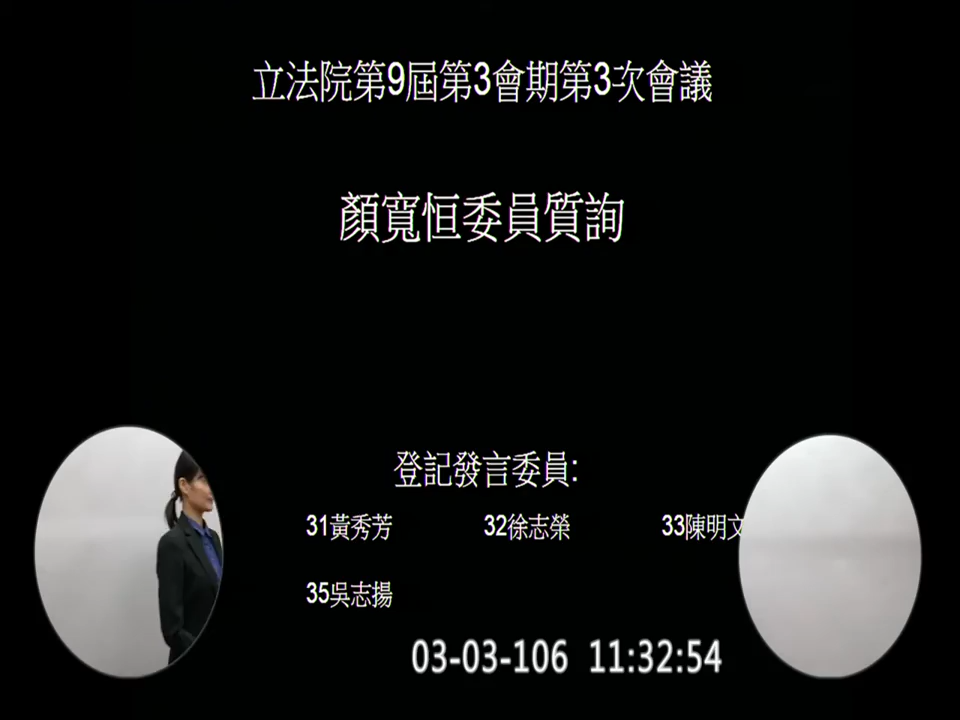 立法院第9屆第3會期第3次會議
顏寬恒委員質詢
登記發言委員:
31黃秀芳 32徐志榮 33陳明文
35吳志揚
03-03-106 11:32:54